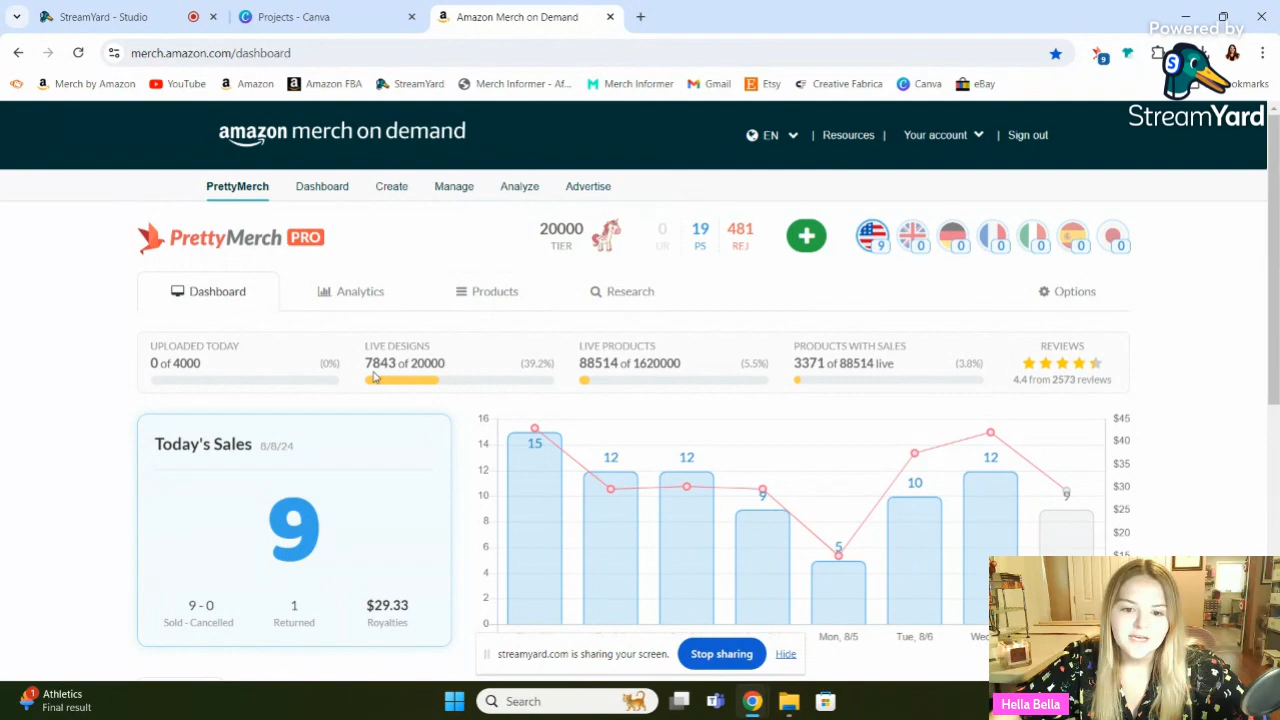 StreamYard - Studio
Projects - Canva
Amazon Merch on Demand
Powered by
merch.amazon.com/dashboard
9
Merch by Amazon
YouTube
Amazon
Amazon FBA
StreamYard
Merch Informer - Af...
Merch Informer
Gmail
Etsy
Creative Fabrica
Canva
eBay
S
StreamYard
amazon merch on demand
EN | Resources | Your account | Sign out
PrettyMerch Dashboard Create Manage Analyze Advertise
PrettyMerch PRO
20000 0 19 481
TIER UR PS REJ
9 0 0 0 0 0 0
Dashboard Analytics Products Research Options
UPLOADED TODAY LIVE DESIGNS LIVE PRODUCTS PRODUCTS WITH SALES REVIEWS
0 of 4000 (0%) 7843 of 20000 (39.2%) 88514 of 1620000 (5.5%) 3371 of 88514 live (3.8%)
4.4 from 2573 reviews
Today's Sales 8/8/24
9
9 - 0 1 $29.33
Sold - Cancelled Returned Royalties
16 $45
14 $40
12 $35
10 $30
8 $25
6 $20
4 $15
2
0
15 12 12 9 5 10 12 9
Mon, 8/5 Tue, 8/6
streamyard.com is sharing your screen. Stop sharing Hide
Hella Bella
1
Athletics
Final result
Search